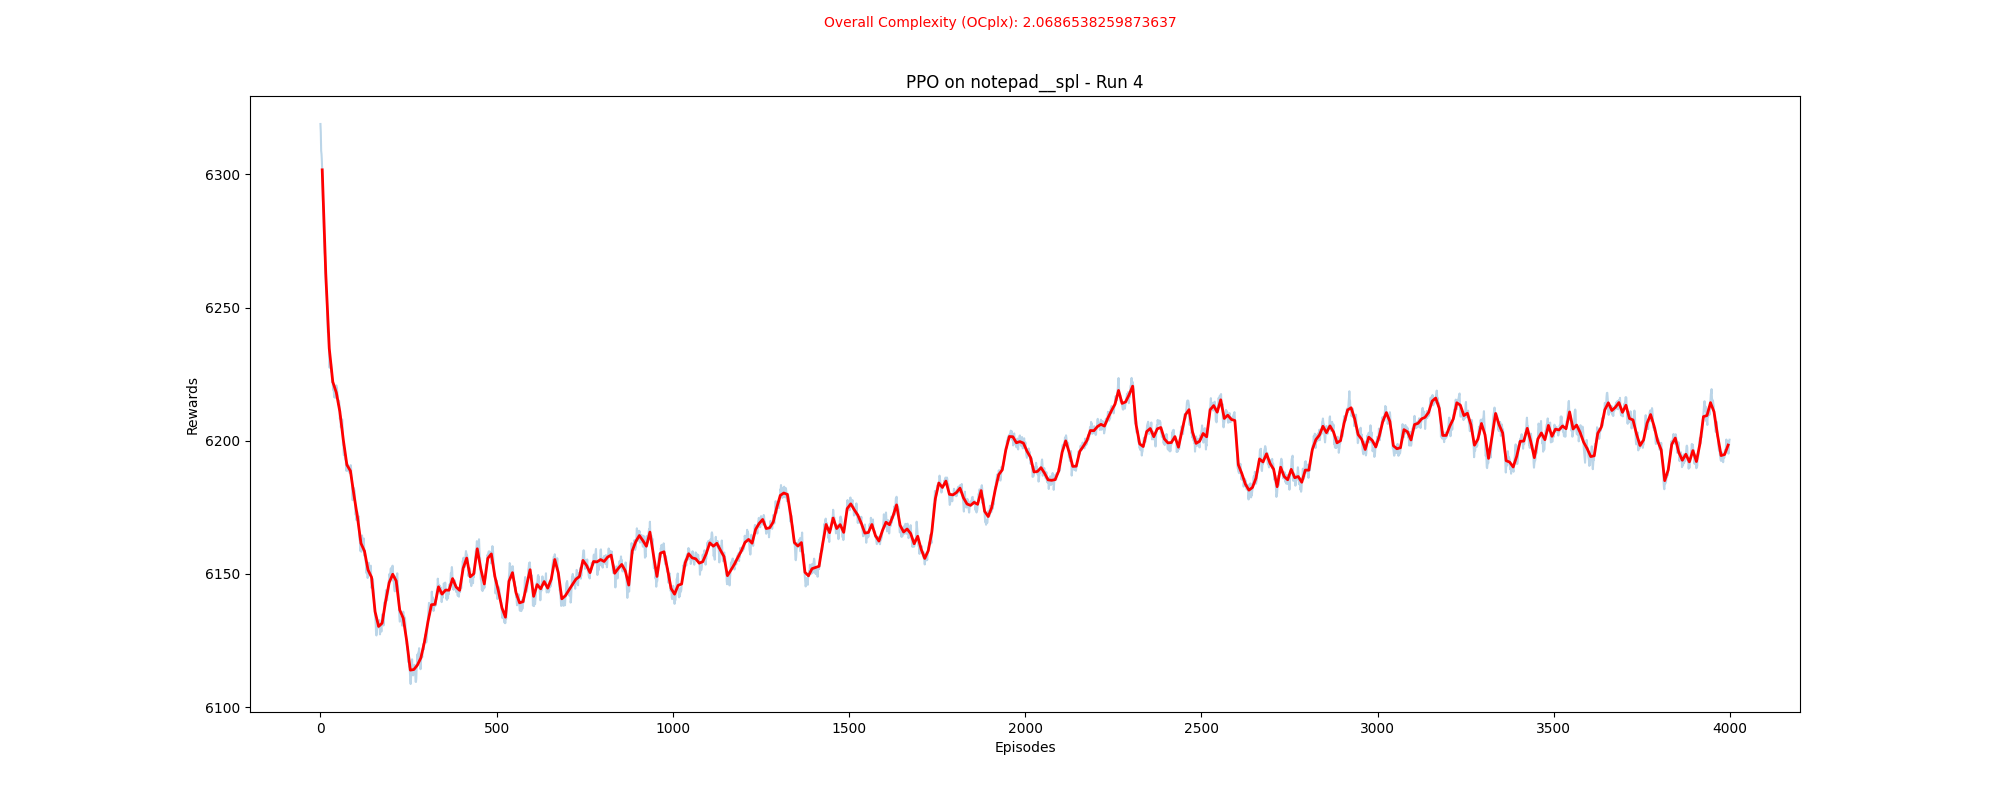 Overall Complexity (OCplx): 2.0686538259873637
PPO on notepad__spl - Run 4
6300
6250
6200
6150
6100
Rewards
0 500 1000 1500 2000 2500 3000 3500 4000
Episodes